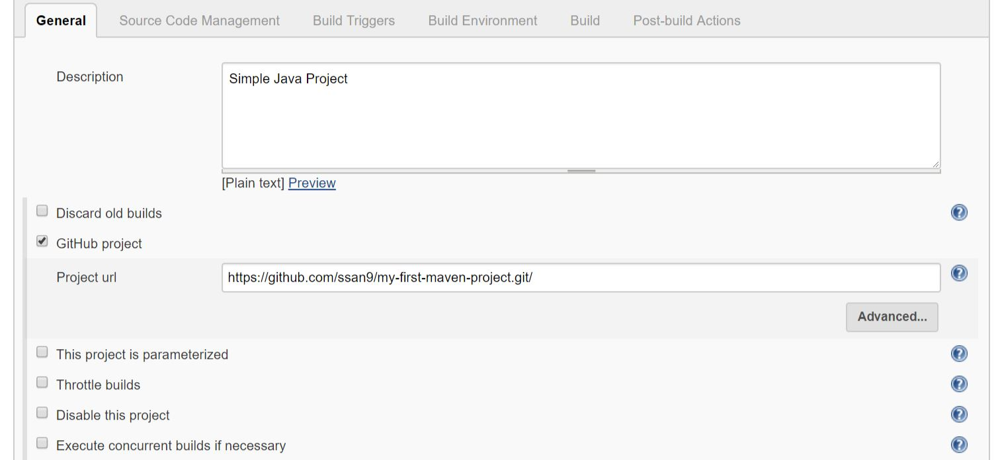 General Source Code Management Build Triggers Build Environment Build Post-build Actions
Description
Simple Java Project
[Plain text] Preview
Discard old builds
GitHub project
Project url https://github.com/ssan9/my-first-maven-project.git/
Advanced...
This project is parameterized
Throttle builds
Disable this project
Execute concurrent builds if necessary